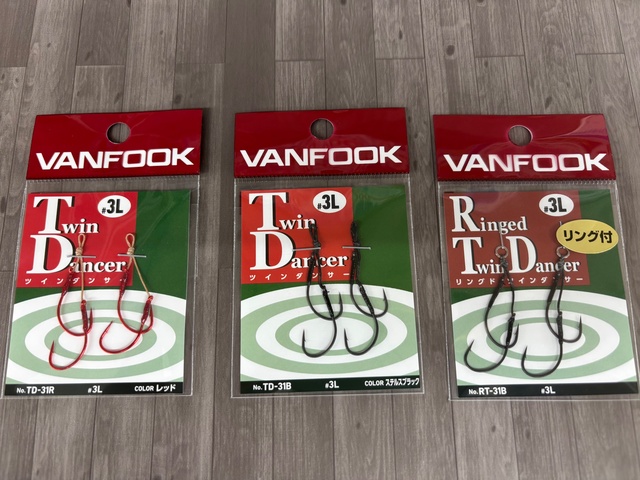 VANFOOK
#3L
Twin
Dancer
ツインダンサー
No. TD-31R #3L COLOR レッド
VANFOOK
#3L
Twin
Dancer
ツインダンサー
No. TD-31B #3L COLOR ステルスブラック
VANFOOK
#3L
Ringed
Twin Dancer
リング付
リングドツインダンサー
No. RT-31B #3L